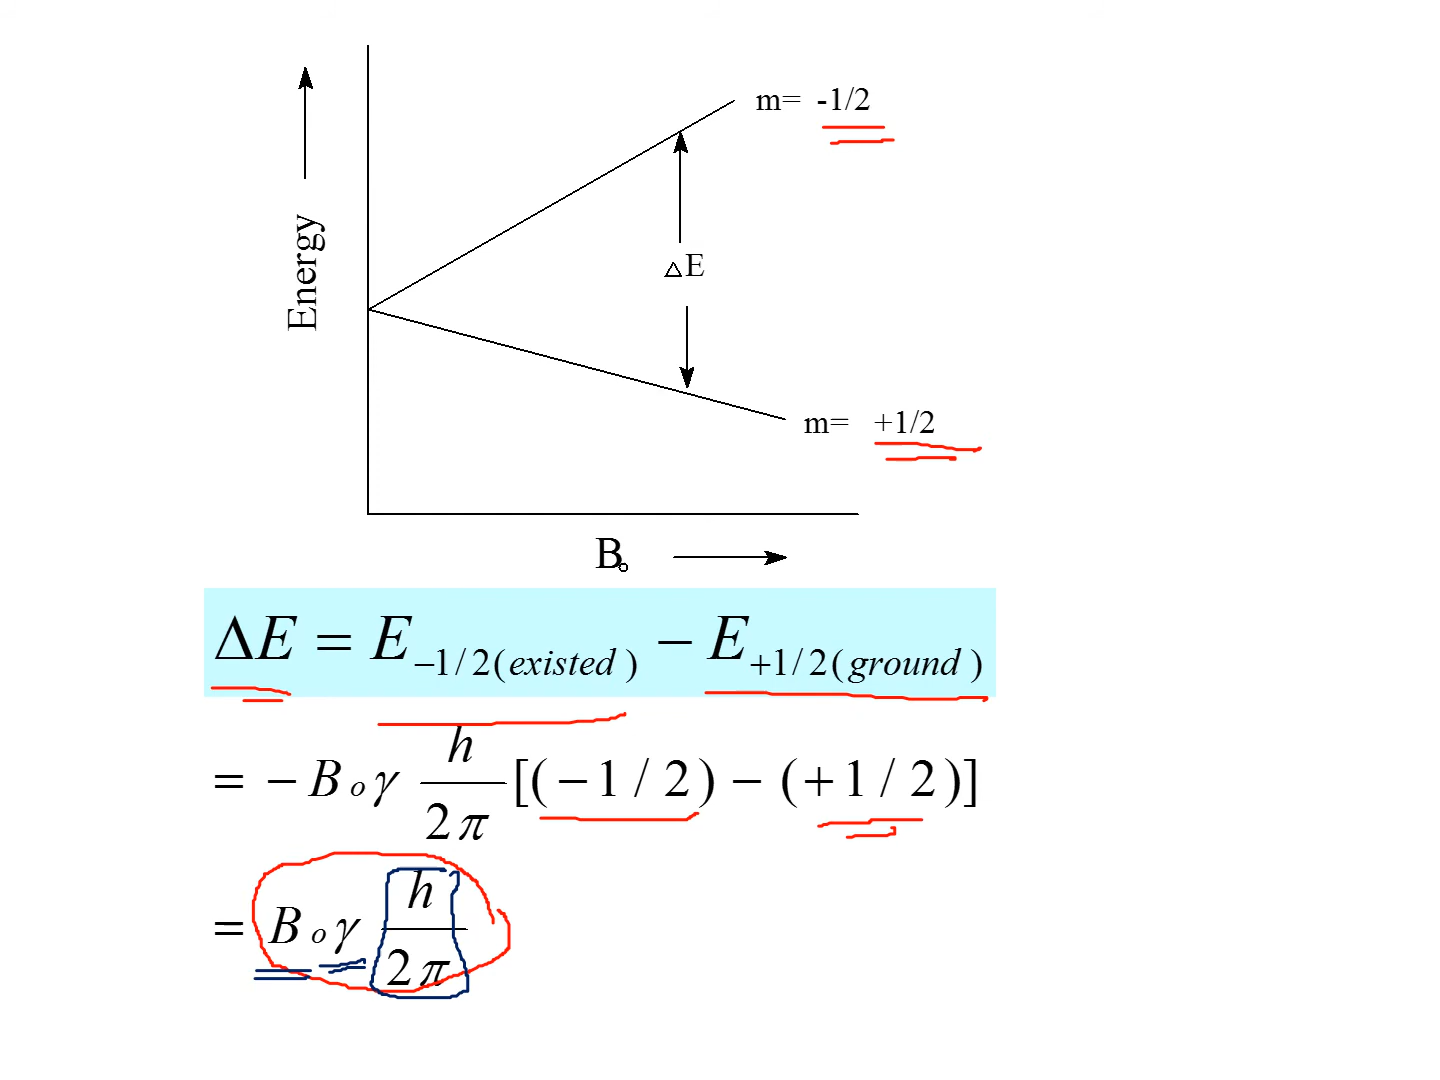 m= -1/2
Energy
△E
m= +1/2
B₀
ΔE = E₋₁/₂(existed) − E₊₁/₂(ground)
= − B₀γ h/2π [(−1/2) − (+1/2)]
= B₀γ h/2π